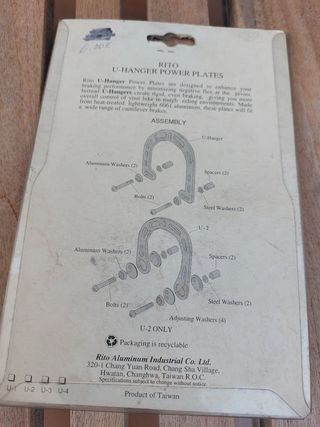 RITO
U-HANGER POWER PLATES
Rito U-Hanger Power Plates are designed to enhance your
braking performance by minimizing negative flex at the pivots.
Instead U-Hangers create rigid, even braking, giving you more
overall control of your bike in rough riding environments. Made
from heat-treated ligheweight 6061 aluminum, these plates will fit
a wide range of cantilever brakes.
ASSEMBLY
U-Hanger
Aluminum Washers (2)
Spacers (2)
Bolts (2)
Steel Washers (2)
U-2
Aluminum Washers (2)
Spacers (2)
Bolts (2)
Steel Washers (2)
Adjusting Washers (4)
U-2 ONLY
Packaging is recyclable
Rito Aluminum Industrial Co. Ltd.
320-1 Chang Yuan Road, Chung Sha Village,
Hwatan, Changhwa, Taiwan R.O.C.
Specifications subject to change without notice.
U-1 U-2 U-3 U-4
Product of Taiwan